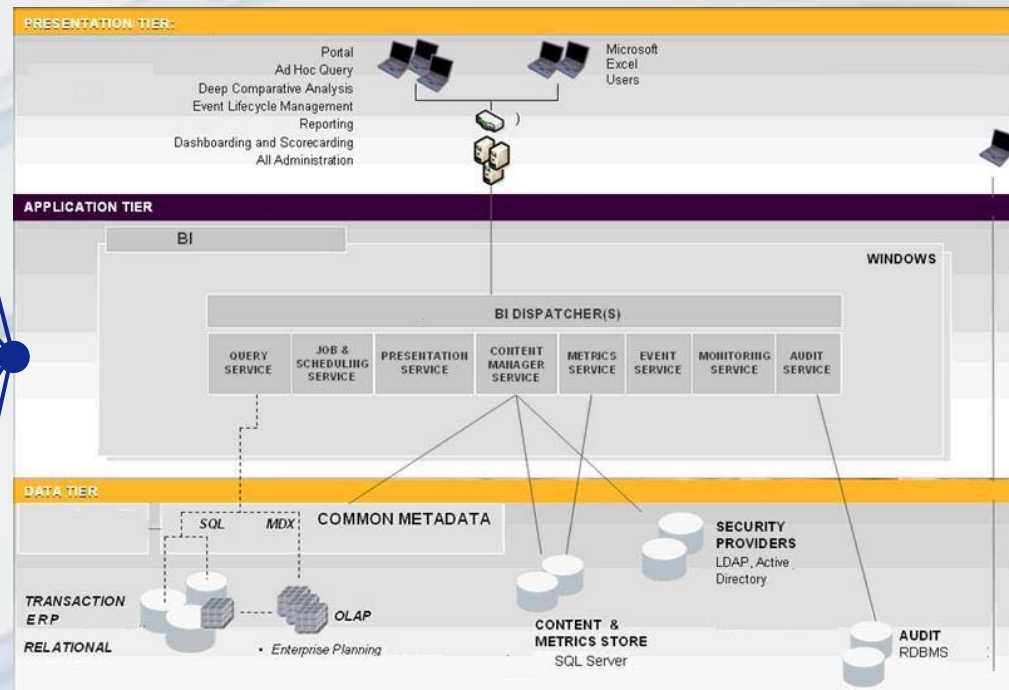 PRESENTATION TIER:
Portal
Ad Hoc Query
Deep Comparative Analysis
Event Lifecycle Management
Reporting
Dashboarding and Scorecarding
All Administration
Microsoft
Excel
Users
)
APPLICATION TIER
BI
WINDOWS
BI DISPATCHER(S)
QUERY
SERVICE
JOB &
SCHEDULING
SERVICE
PRESENTATION
SERVICE
CONTENT
MANAGER
SERVICE
METRICS
SERVICE
EVENT
SERVICE
MONITORING
SERVICE
AUDIT
SERVICE
DATA TIER
SQL
MDX
COMMON METADATA
SECURITY
PROVIDERS
LDAP, Active
Directory
TRANSACTION
ERP
RELATIONAL
OLAP
• Enterprise Planning
CONTENT &
METRICS STORE
SQL Server
AUDIT
RDBMS